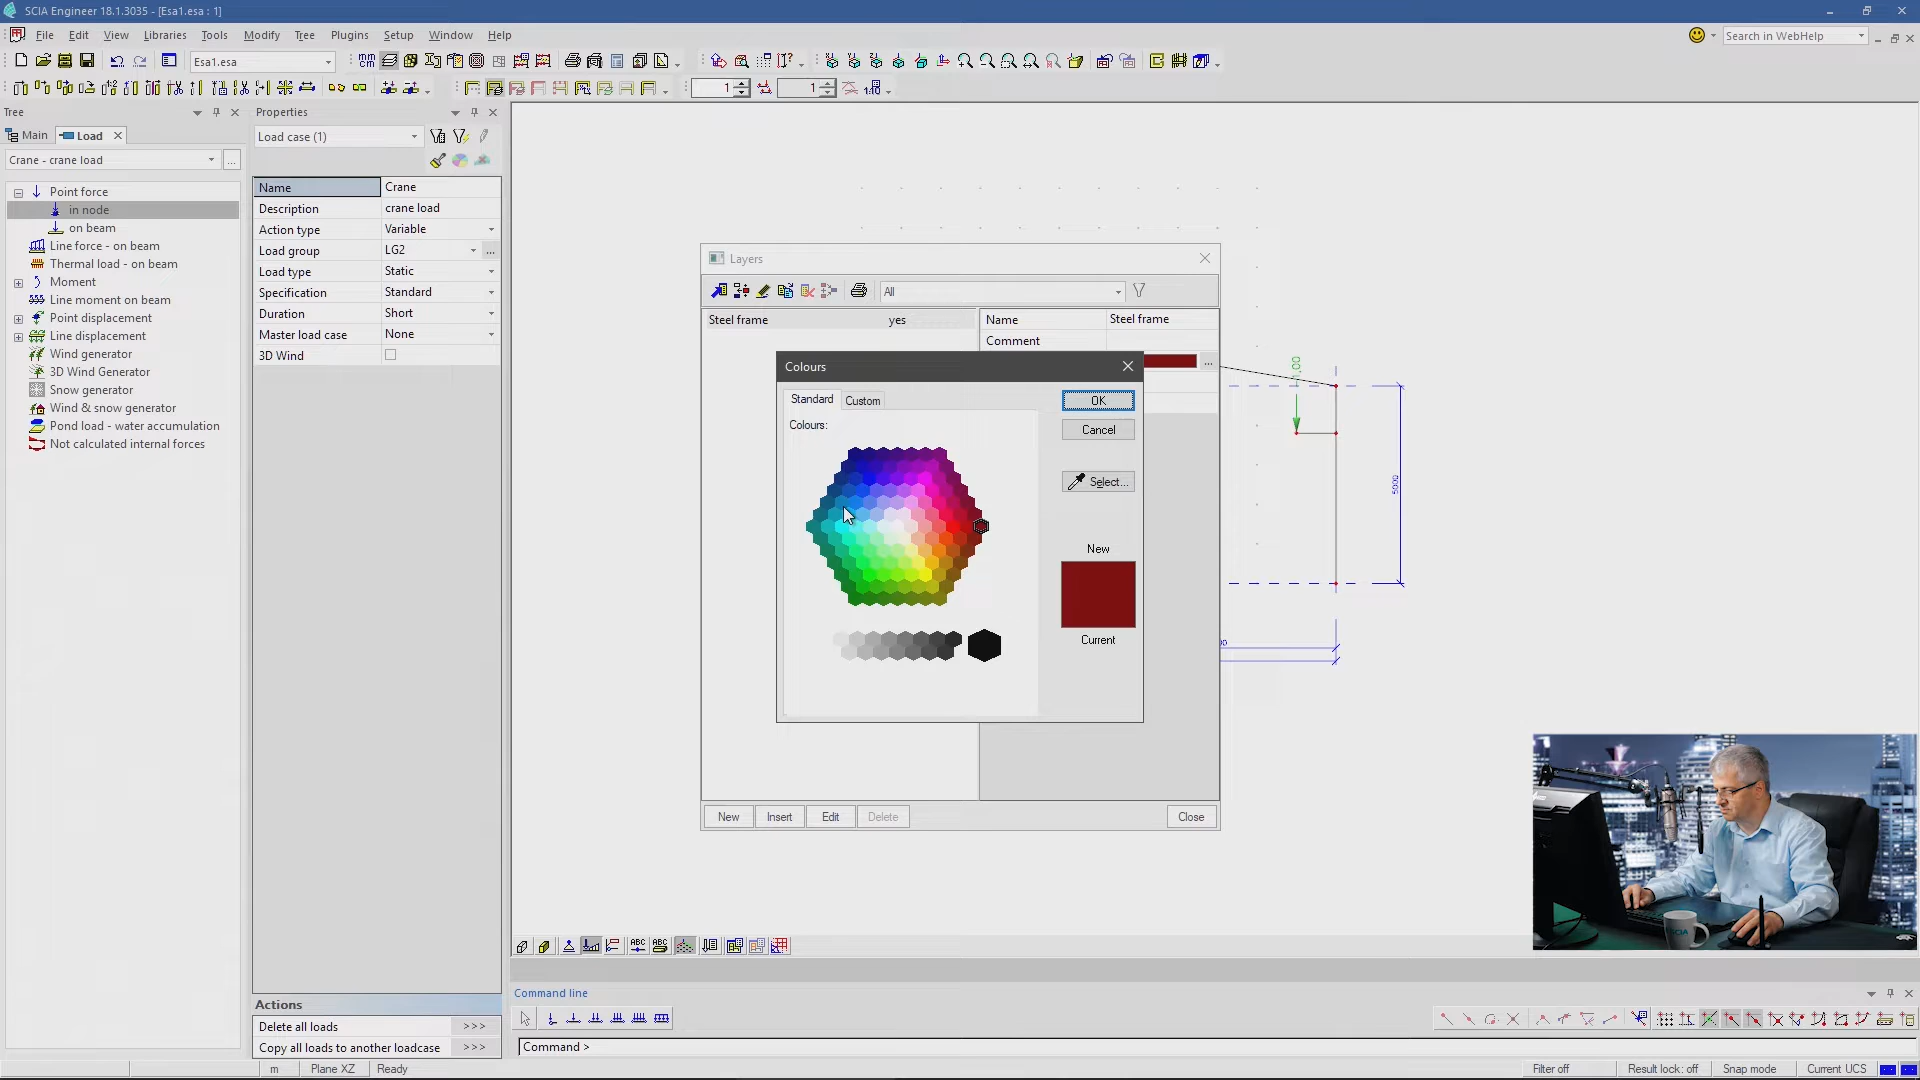 SCIA Engineer 18.1.3035 - [Esa1.esa : 1]
File Edit View Libraries Tools Modify Tree Plugins Setup Window Help
Search in WebHelp
Esa1.esa
1 1
Tree
Main Load
Crane - crane load ...
Point force
in node
on beam
Line force - on beam
Thermal load - on beam
Moment
Line moment on beam
Point displacement
Line displacement
Wind generator
3D Wind Generator
Snow generator
Wind & snow generator
Pond load - water accumulation
Not calculated internal forces
Properties
Load case (1)
Name Crane
Description crane load
Action type Variable
Load group LG2 ...
Load type Static
Specification Standard
Duration Short
Master load case None
3D Wind
Actions
Delete all loads >>>
Copy all loads to another loadcase >>>
Layers
All
Steel frame yes
Name Steel frame
Comment
...
Colours
Standard Custom
Colours:
OK
Cancel
Select...
New
Current
New Insert Edit Delete Close
5000
SCIA
Command line
Command >
m Plane XZ Ready
Filter off Result lock: off Snap mode Current UCS